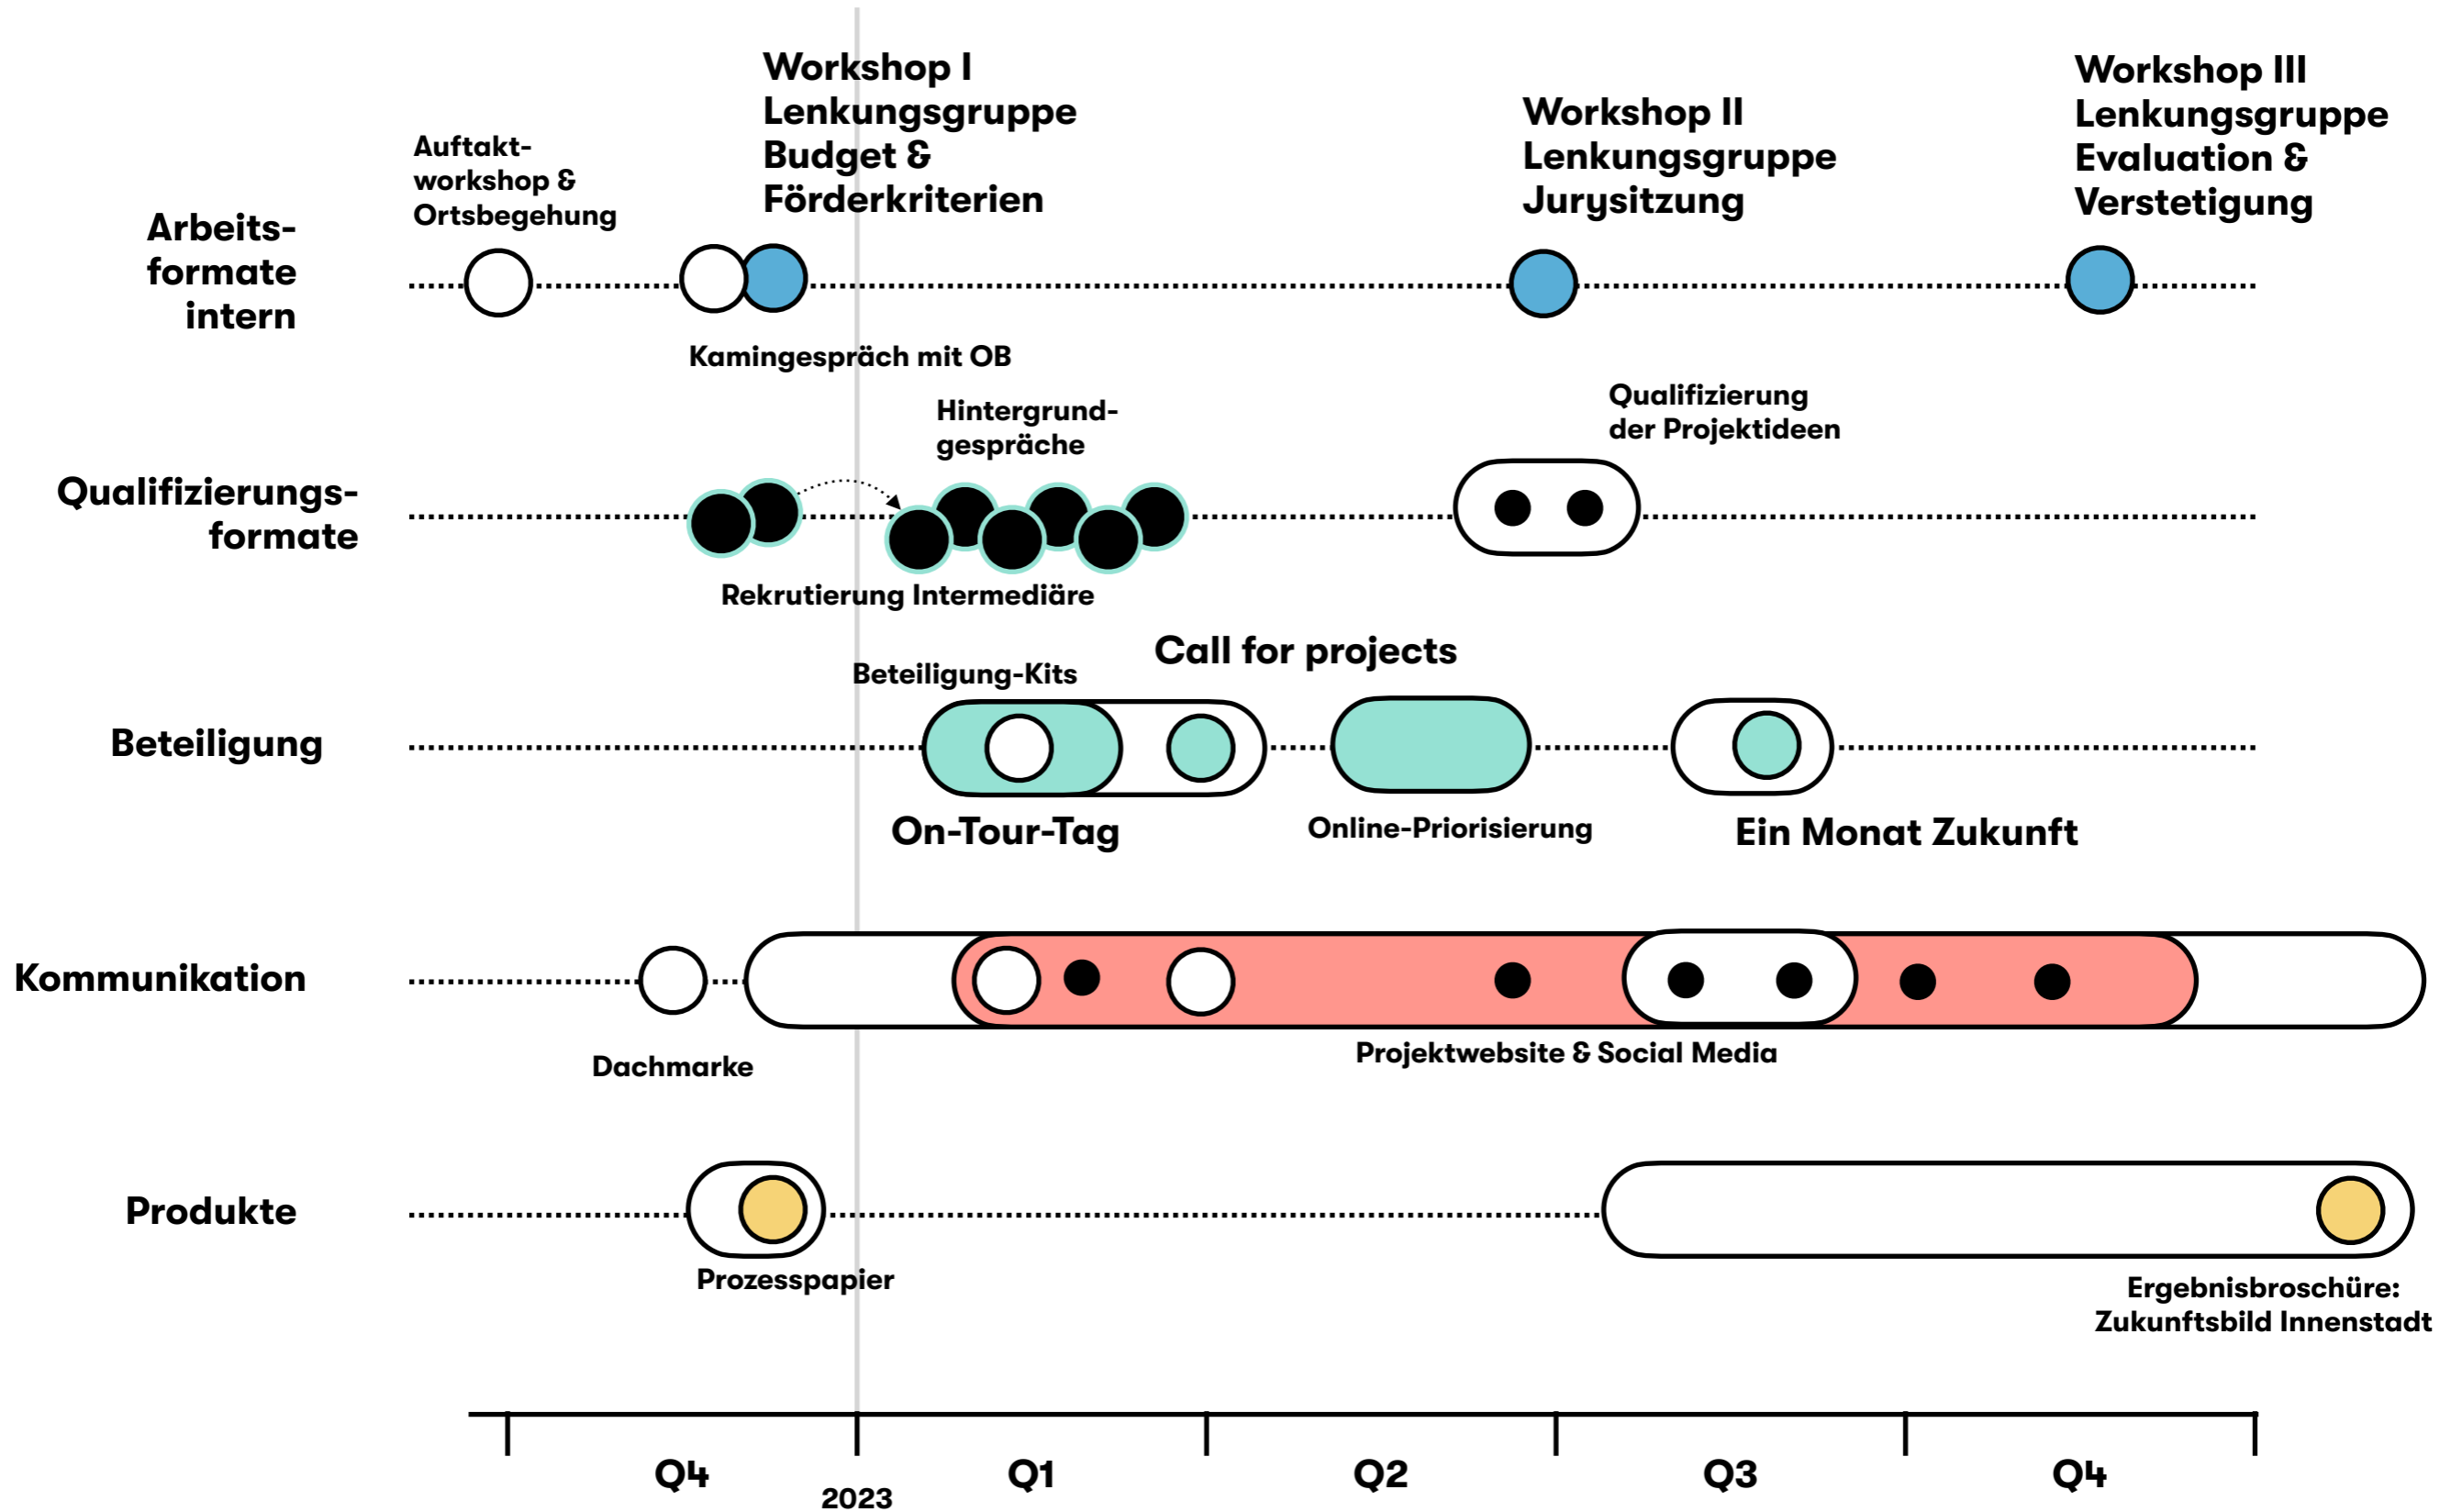 Workshop I
Lenkungsgruppe
Budget &
Förderkriterien
Workshop II
Lenkungsgruppe
Jurysitzung
Workshop III
Lenkungsgruppe
Evaluation &
Verstetigung
Auftakt-
workshop &
Ortsbegehung
Arbeits-
formate
intern
Kamingespräch mit OB
Hintergrund-
gespräche
Qualifizierung
der Projektideen
Qualifizierungs-
formate
Rekrutierung Intermediäre
Call for projects
Beteiligung-Kits
Beteiligung
On-Tour-Tag
Online-Priorisierung
Ein Monat Zukunft
Kommunikation
Dachmarke
Projektwebsite & Social Media
Produkte
Prozesspapier
Ergebnisbroschüre:
Zukunftsbild Innenstadt
Q4
2023
Q1
Q2
Q3
Q4